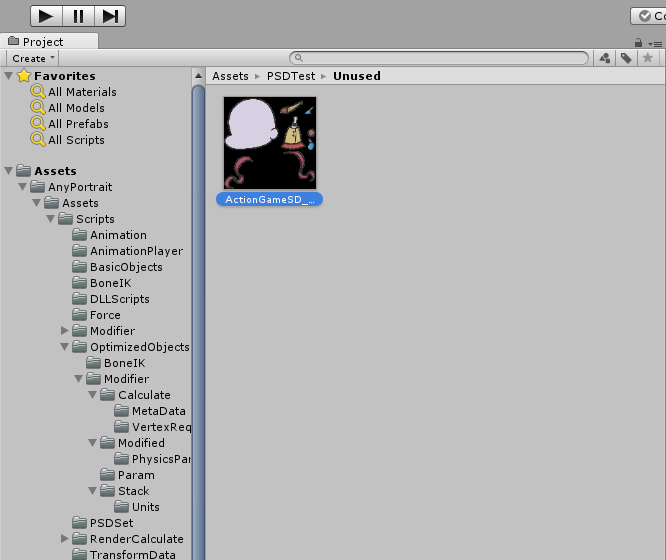 Co
Project
Create
Favorites
All Materials
All Models
All Prefabs
All Scripts
Assets
AnyPortrait
Assets
Scripts
Animation
AnimationPlayer
BasicObjects
BoneIK
DLLScripts
Force
Modifier
OptimizedObjects
BoneIK
Modifier
Calculate
MetaData
VertexReq
Modified
PhysicsPar
Param
Stack
Units
PSDSet
RenderCalculate
TransformData
Assets ▸ PSDTest ▸ Unused
ActionGameSD_...